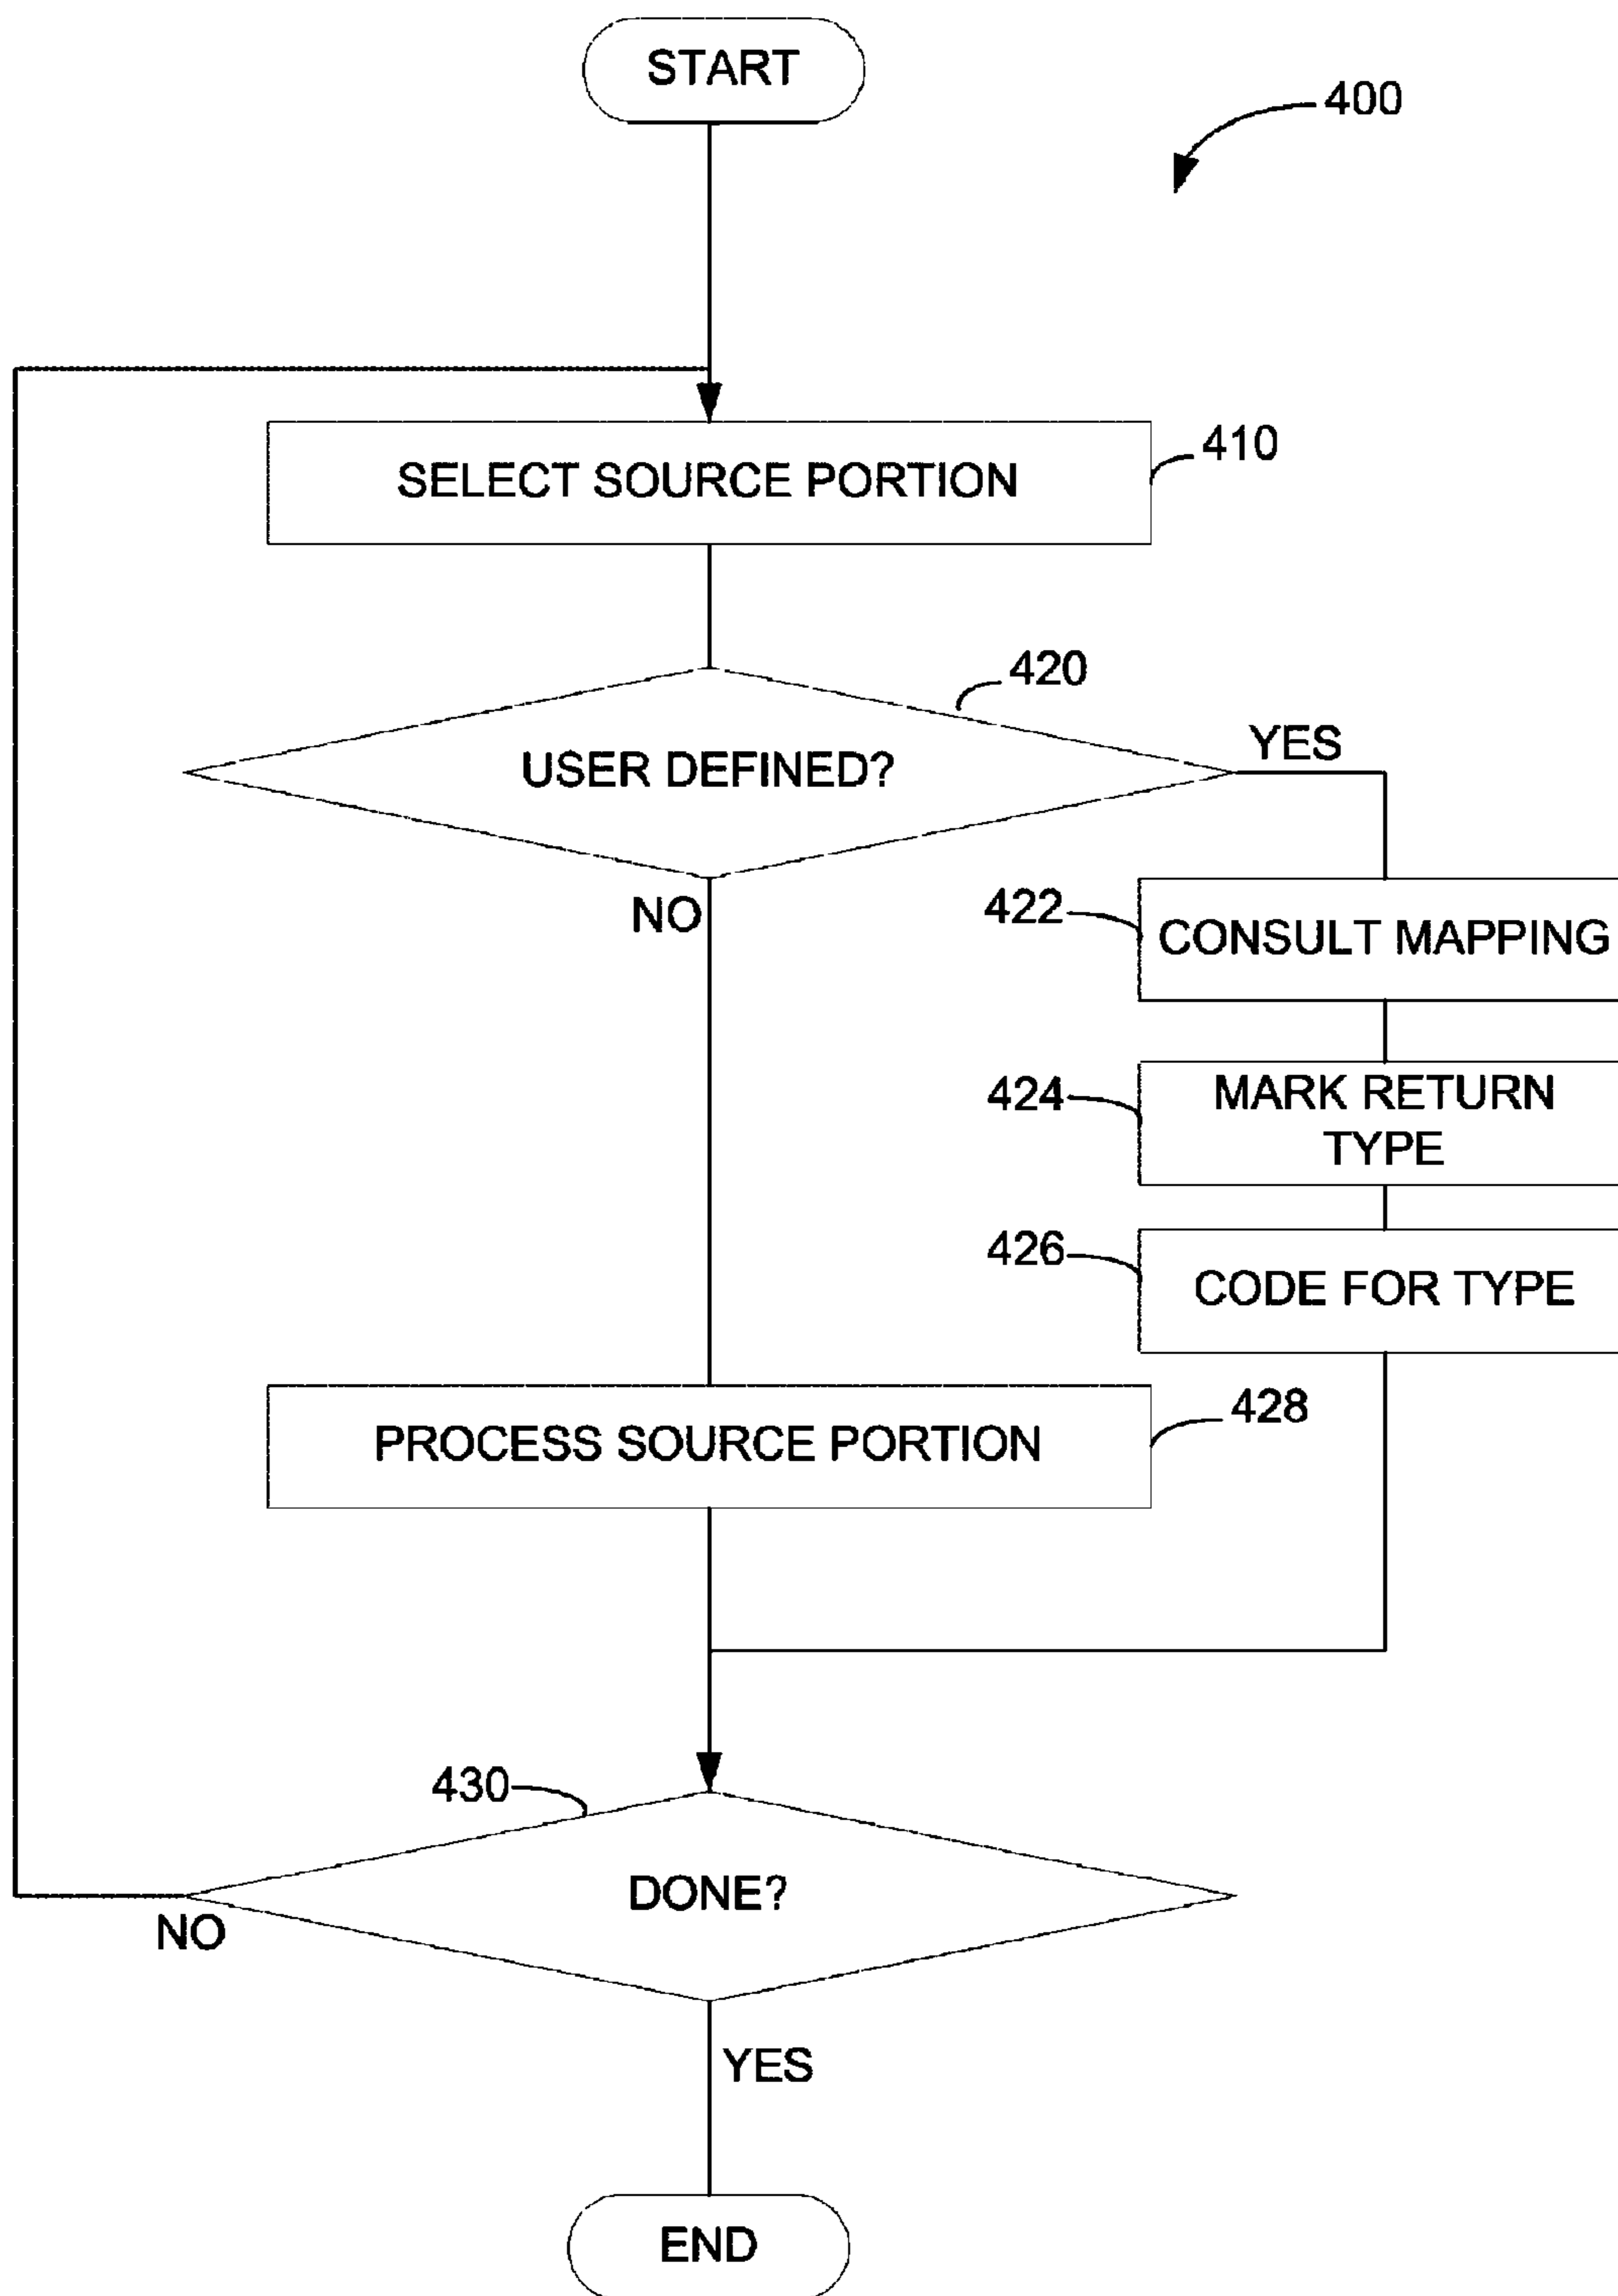 START
400
SELECT SOURCE PORTION
410
420
USER DEFINED?
YES
NO
422
CONSULT MAPPING
424
MARK RETURN
TYPE
426
CODE FOR TYPE
PROCESS SOURCE PORTION
428
430
DONE?
NO
YES
END